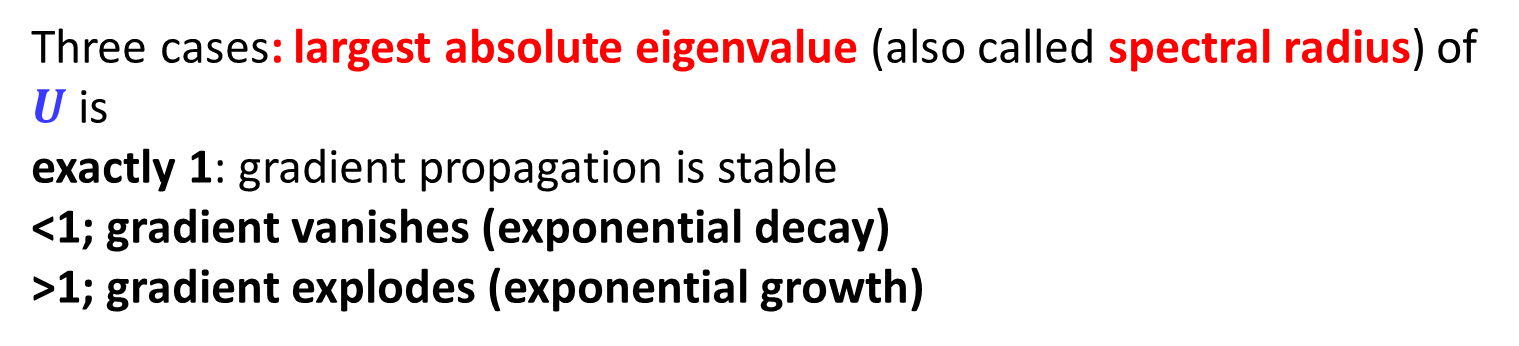 Three cases: largest absolute eigenvalue (also called spectral radius) of
U is
exactly 1: gradient propagation is stable
<1; gradient vanishes (exponential decay)
>1; gradient explodes (exponential growth)